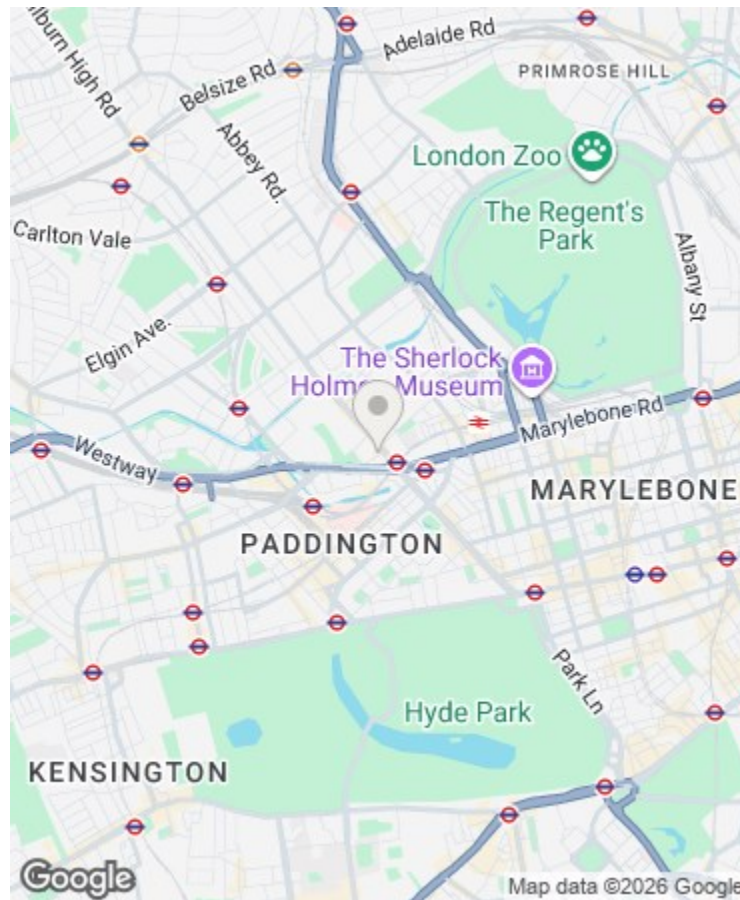 ilburn High Rd
Adelaide Rd
PRIMROSE HILL
Belsize Rd
Abbey Rd.
London Zoo
The Regent's
Park
Carlton Vale
Albany St
Elgin Ave.
The Sherlock
Holmes Museum
Marylebone Rd
Westway
MARYLEBONE
PADDINGTON
Park Ln
Hyde Park
KENSINGTON
Google
Map data ©2026 Google